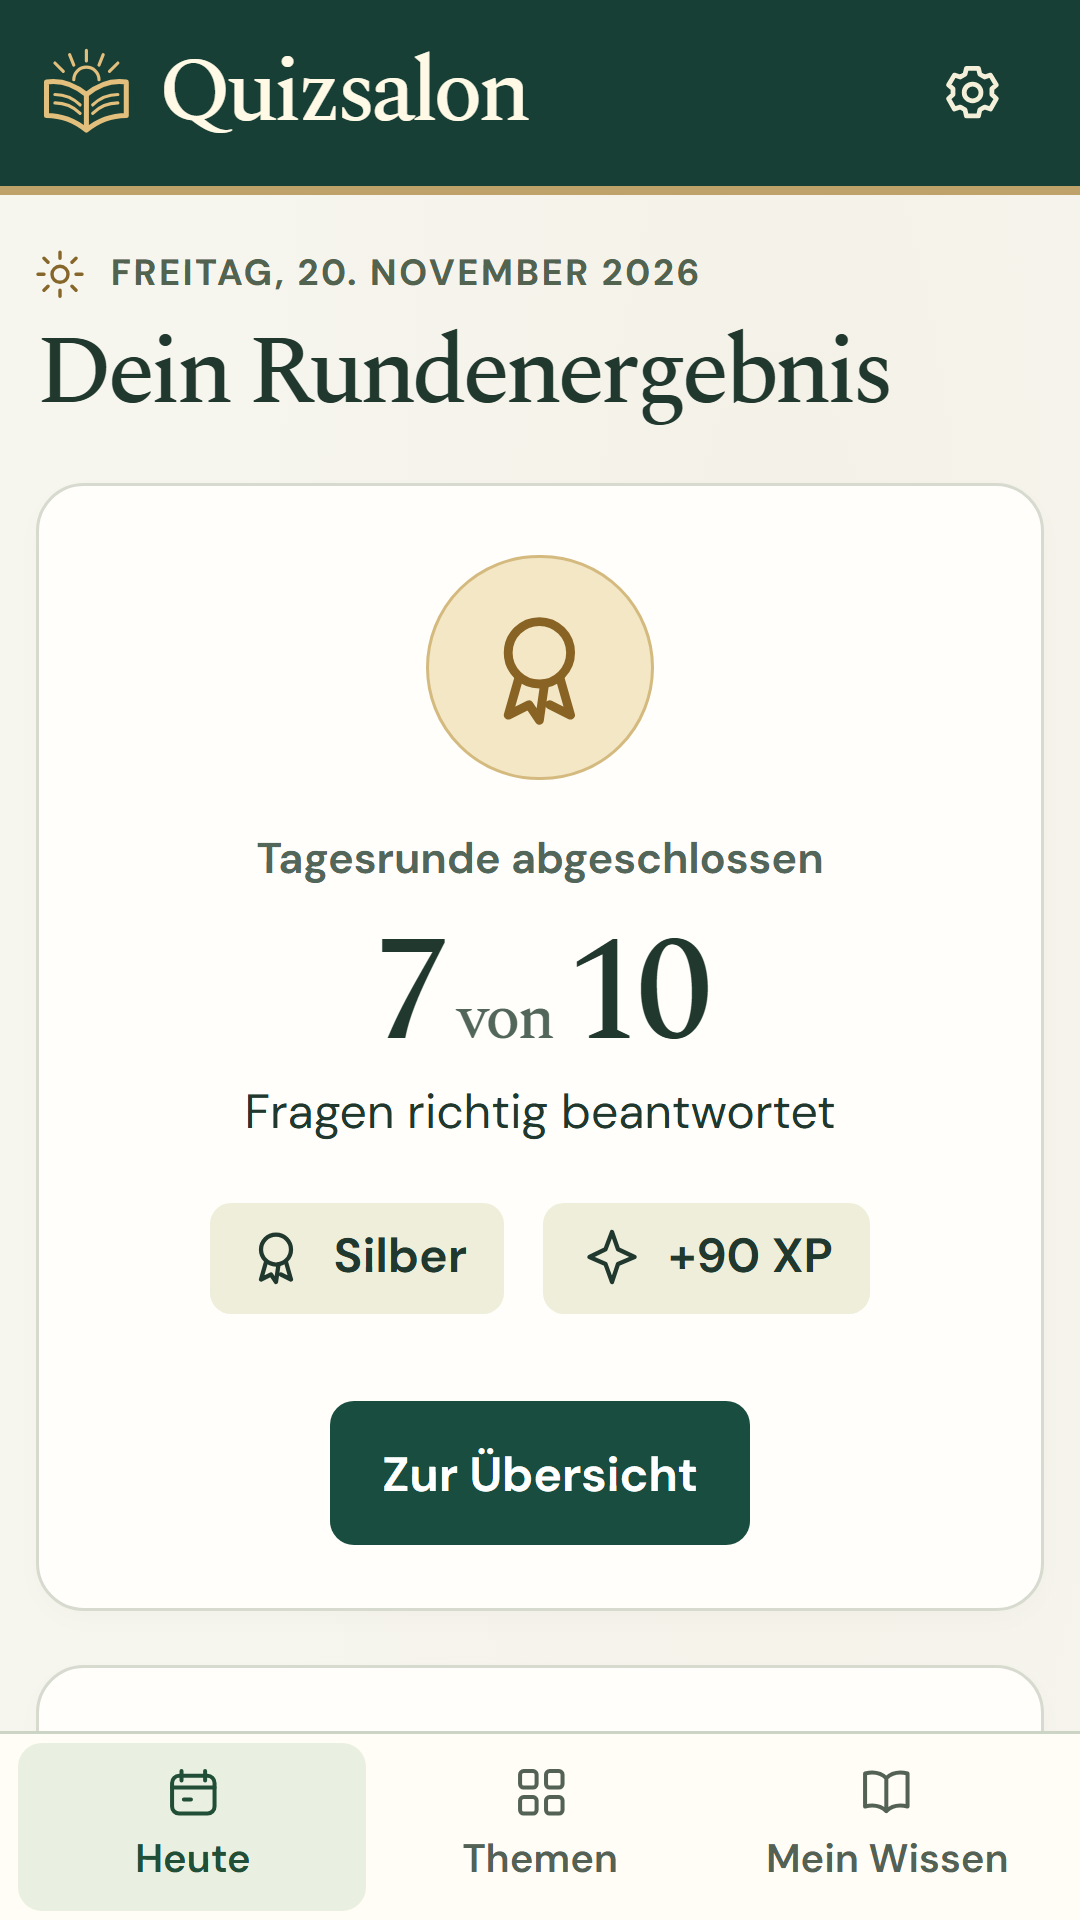 Quizsalon
FREITAG, 20. NOVEMBER 2026
Dein Rundenergebnis
Tagesrunde abgeschlossen
7 von 10
Fragen richtig beantwortet
Silber
+90 XP
Zur Übersicht
Heute
Themen
Mein Wissen